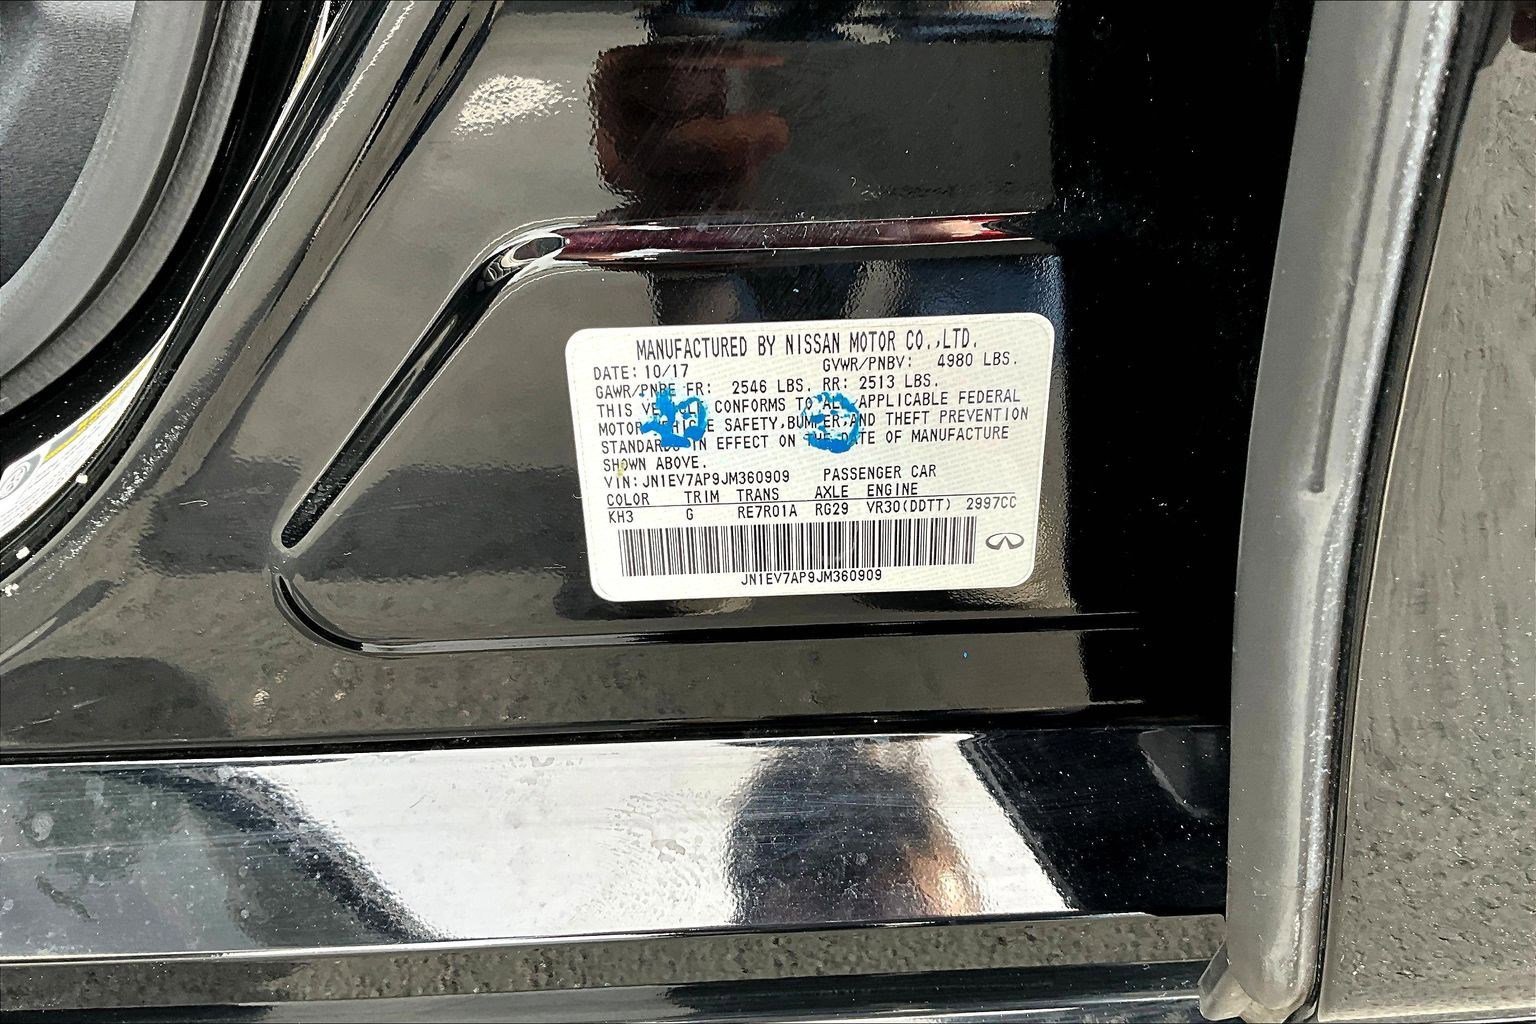 MANUFACTURED BY NISSAN MOTOR CO.,LTD.
DATE: 10/17 GVWR/PNBV: 4980 LBS.
GAWR/PNBE FR: 2546 LBS. RR: 2513 LBS.
THIS VEHICLE CONFORMS TO ALL APPLICABLE FEDERAL
MOTOR VEHICLE SAFETY, BUMPER, AND THEFT PREVENTION
STANDARDS IN EFFECT ON THE DATE OF MANUFACTURE
SHOWN ABOVE.
VIN: JN1EV7AP9JM360909 PASSENGER CAR
COLOR TRIM TRANS AXLE ENGINE
KH3 G RE7R01A RG29 VR30(DDTT) 2997CC
JN1EV7AP9JM360909